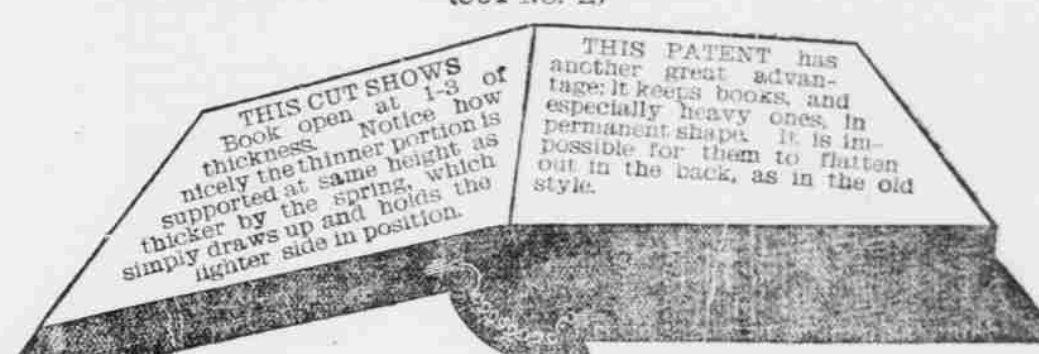 (CUT NO. 2)
THIS CUT SHOWS
Book open at 1-3 of
thickness. Notice how
nicely the thinner portion is
supported at same height as
thicker by the spring, which
simply draws up and holds the
lighter side in position.
THIS PATENT has
another great advan-
tage: It keeps books, and
especially heavy ones, in
permanent shape. It is im-
possible for them to flatten
out in the back, as in the old
style.